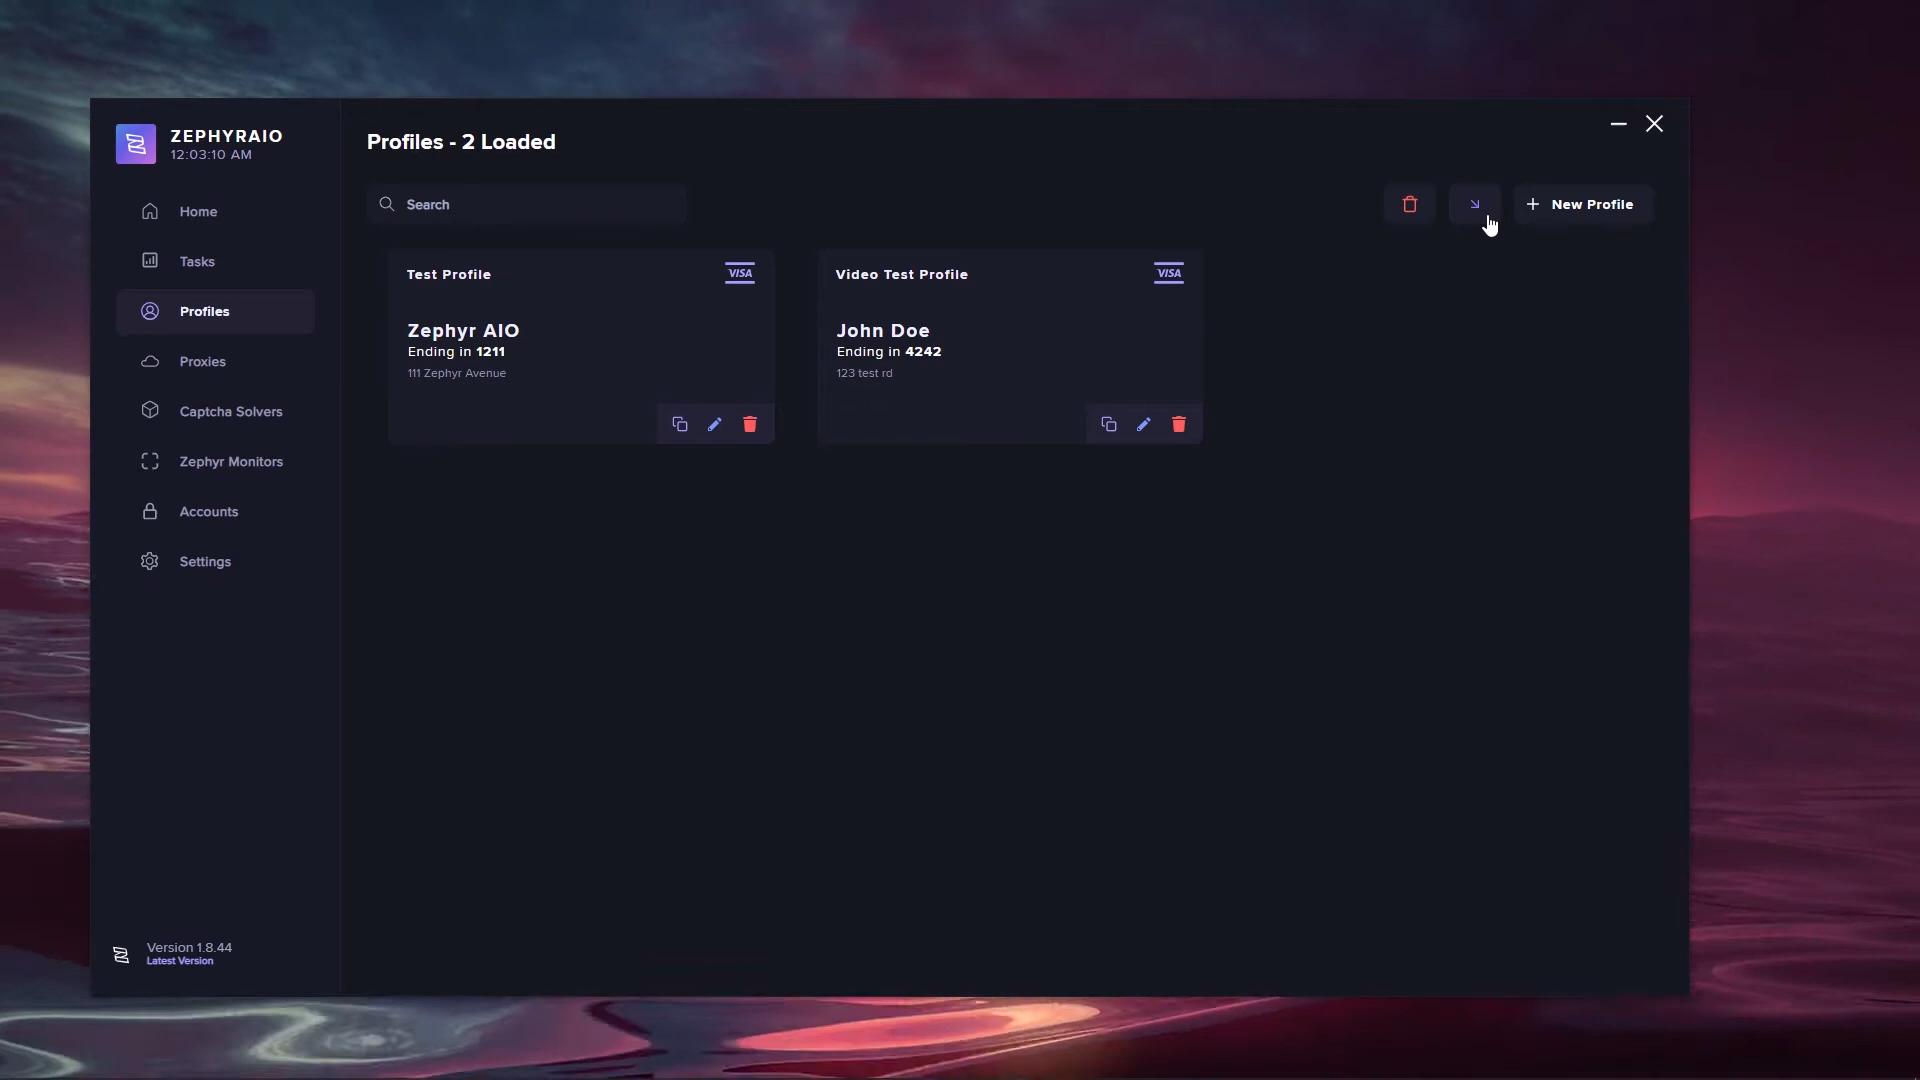 ZEPHYRAIO
12:03:10 AM
Home
Tasks
Profiles
Proxies
Captcha Solvers
Zephyr Monitors
Accounts
Settings
Version 1.8.44
Latest Version
Profiles - 2 Loaded
Search
New Profile
Test Profile
VISA
Zephyr AIO
Ending in 1211
111 Zephyr Avenue
Video Test Profile
VISA
John Doe
Ending in 4242
123 test rd